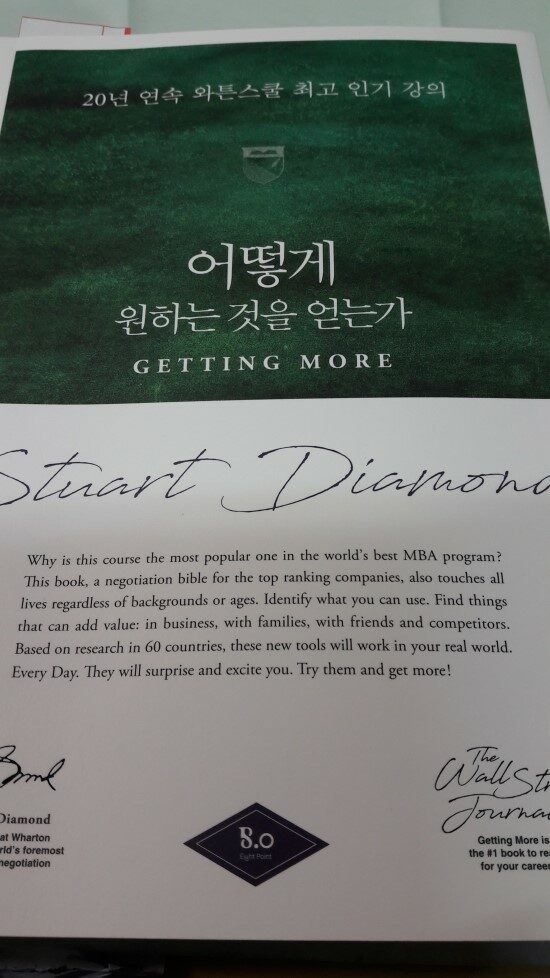 20년 연속 와튼스쿨 최고 인기 강의
어떻게
원하는 것을 얻는가
GETTING MORE
Stuart Diamond
Why is this course the most popular one in the world's best MBA program?
This book, a negotiation bible for the top ranking companies, also touches all
lives regardless of backgrounds or ages. Identify what you can use. Find things
that can add value: in business, with families, with friends and competitors.
Based on research in 60 countries, these new tools will work in your real world.
Every Day. They will surprise and excite you. Try them and get more!
Diamond
at Wharton
rld's foremost
negotiation
8.0
Eight Point
The
Wall Str
Journa
Getting More is
the #1 book to re
for your career